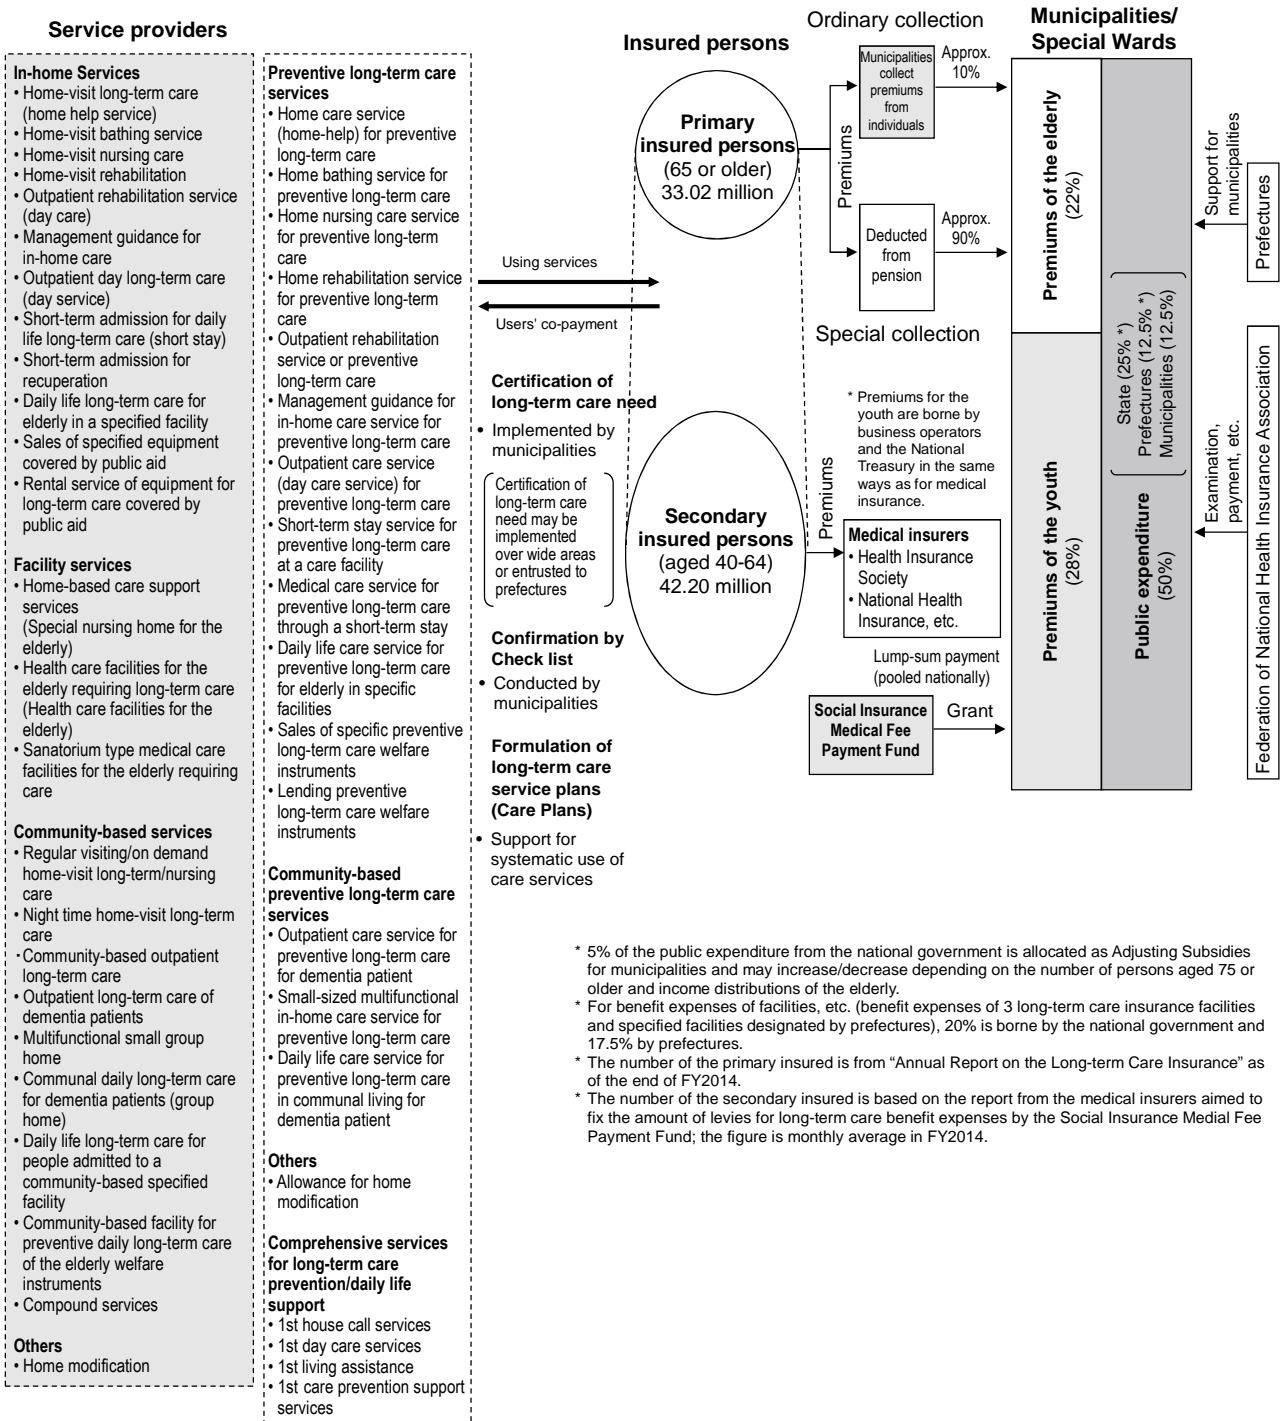 Service providers
In-home Services
• Home-visit long-term care
(home help service)
• Home-visit bathing service
• Home-visit nursing care
• Home-visit rehabilitation
• Outpatient rehabilitation service
(day care)
• Management guidance for
in-home care
• Outpatient day long-term care
(day service)
• Short-term admission for daily
life long-term care (short stay)
• Short-term admission for
recuperation
• Daily life long-term care for
elderly in a specified facility
• Sales of specified equipment
covered by public aid
• Rental service of equipment for
long-term care covered by
public aid
Facility services
• Home-based care support
services
(Special nursing home for the
elderly)
• Health care facilities for the
elderly requiring long-term care
(Health care facilities for the
elderly)
• Sanatorium type medical care
facilities for the elderly requiring
care
Community-based services
• Regular visiting/on demand
home-visit long-term/nursing
care
• Night time home-visit long-term
care
・Community-based outpatient
long-term care
• Outpatient long-term care of
dementia patients
• Multifunctional small group
home
• Communal daily long-term care
for dementia patients (group
home)
• Daily life long-term care for
people admitted to a
community-based specified
facility
• Community-based facility for
preventive daily long-term care
of the elderly welfare
instruments
• Compound services
Others
• Home modification
Preventive long-term care
services
• Home care service
(home-help) for preventive
long-term care
• Home bathing service for
preventive long-term care
• Home nursing care service
for preventive long-term
care
• Home rehabilitation service
for preventive long-term
care
• Outpatient rehabilitation
service or preventive
long-term care
• Management guidance for
in-home care service for
preventive long-term care
• Outpatient care service
(day care service) for
preventive long-term care
• Short-term stay service for
preventive long-term care
at a care facility
• Medical care service for
preventive long-term care
through a short-term stay
• Daily life care service for
preventive long-term care
for elderly in specific
facilities
• Sales of specific preventive
long-term care welfare
instruments
• Lending preventive
long-term care welfare
instruments
Community-based
preventive long-term care
services
• Outpatient care service for
preventive long-term care
for dementia patient
• Small-sized multifunctional
in-home care service for
preventive long-term care
• Daily life care service for
preventive long-term care
in communal living for
dementia patient
Others
• Allowance for home
modification
Comprehensive services
for long-term care
prevention/daily life
support
• 1st house call services
• 1st day care services
• 1st living assistance
• 1st care prevention support
services
Using services
Users' co-payment
Certification of
long-term care need
• Implemented by
municipalities
Certification of
long-term care
need may be
implemented
over wide areas
or entrusted to
prefectures
Confirmation by
Check list
• Conducted by
municipalities
Formulation of
long-term care
service plans
(Care Plans)
• Support for
systematic use of
care services
Insured persons
Primary
insured persons
(65 or older)
33.02 million
Secondary
insured persons
(aged 40-64)
42.20 million
Ordinary collection
Premiums
Municipalities
collect
premiums
from
individuals
Approx.
10%
Deducted
from
pension
Approx.
90%
Special collection
* Premiums for the
youth are borne by
business operators
and the National
Treasury in the same
ways as for medical
insurance.
Premiums
Medical insurers
• Health Insurance
Society
• National Health
Insurance, etc.
Lump-sum payment
(pooled nationally)
Social Insurance
Medical Fee
Payment Fund
Grant
Municipalities/
Special Wards
Premiums of the elderly
(22%)
Premiums of the youth
(28%)
Public expenditure
(50%)
State (25% *)
Prefectures (12.5% *)
Municipalities (12.5%)
Support for
municipalities
Prefectures
Examination,
payment, etc.
Federation of National Health Insurance Association
* 5% of the public expenditure from the national government is allocated as Adjusting Subsidies
for municipalities and may increase/decrease depending on the number of persons aged 75 or
older and income distributions of the elderly.
* For benefit expenses of facilities, etc. (benefit expenses of 3 long-term care insurance facilities
and specified facilities designated by prefectures), 20% is borne by the national government and
17.5% by prefectures.
* The number of the primary insured is from “Annual Report on the Long-term Care Insurance” as
of the end of FY2014.
* The number of the secondary insured is based on the report from the medical insurers aimed to
fix the amount of levies for long-term care benefit expenses by the Social Insurance Medial Fee
Payment Fund; the figure is monthly average in FY2014.